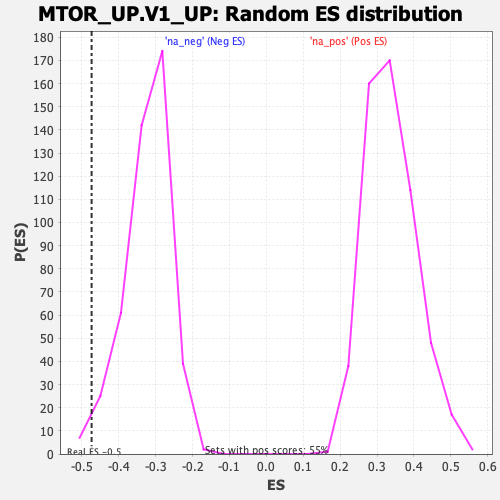 MTOR_UP.V1_UP: Random ES distribution
'na_neg' (Neg ES)
'na_pos' (Pos ES)
180
170
160
150
140
130
120
110
100
90
80
70
60
50
40
30
20
10
0
P(ES)
Real ES -0.5
Sets with pos scores: 55%
-0.5 -0.4 -0.3 -0.2 -0.1 0.0 0.1 0.2 0.3 0.4 0.5 0.6
ES